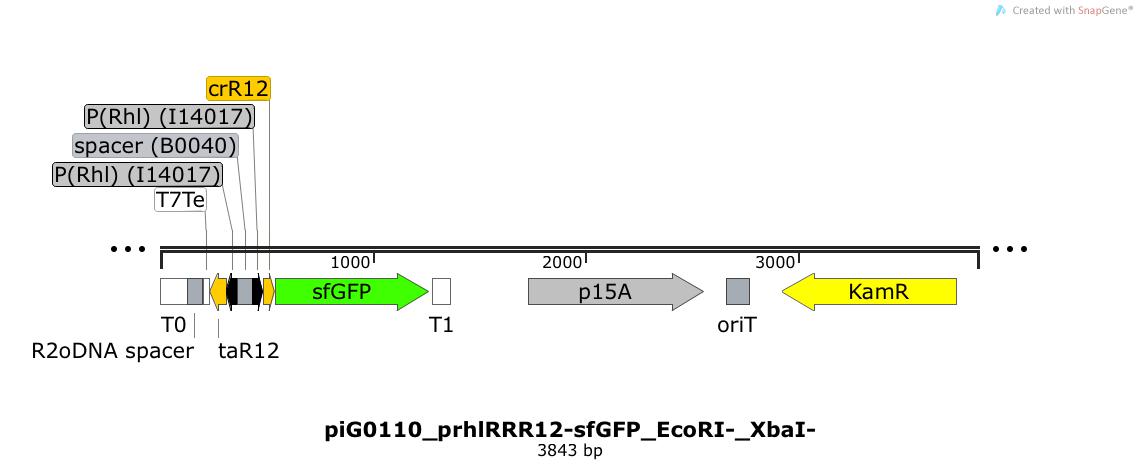 Created with SnapGene®
crR12
P(Rhl) (I14017)
spacer (B0040)
P(Rhl) (I14017)
T7Te
1000 2000 3000
sfGFP p15A KamR
T0 T1 oriT
R2oDNA spacer taR12
piG0110_prhlRRR12-sfGFP_EcoRI-_XbaI-
3843 bp